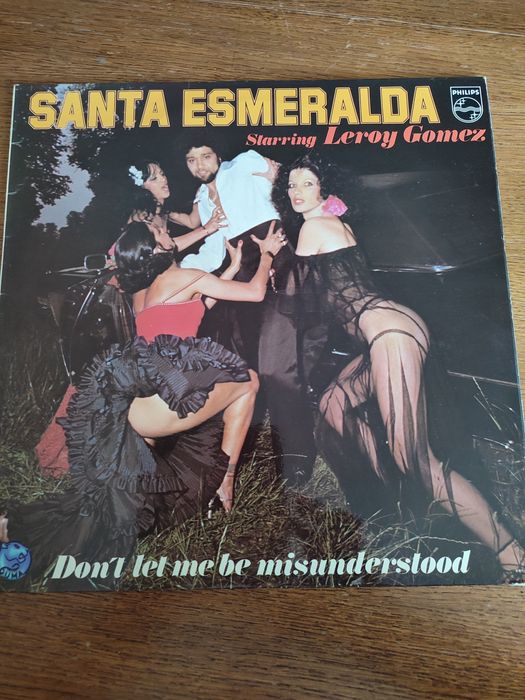 SANTA ESMERALDA
PHILIPS
Starring Leroy Gomez
Don't let me be misunderstood